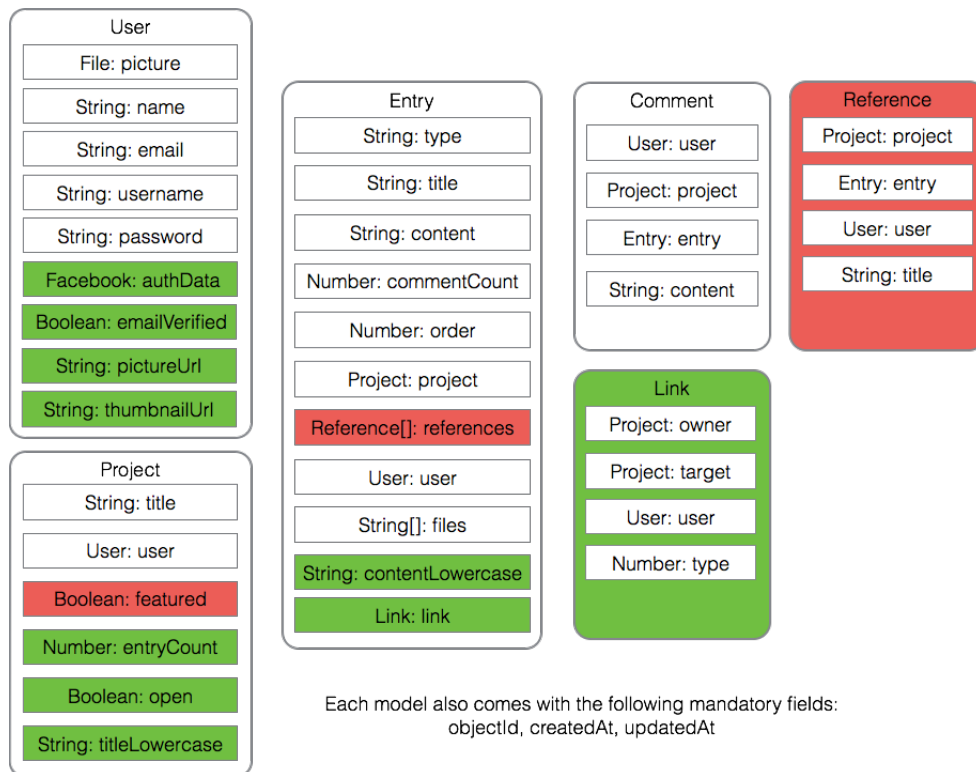 User
File: picture
String: name
String: email
String: username
String: password
Facebook: authData
Boolean: emailVerified
String: pictureUrl
String: thumbnailUrl
Project
String: title
User: user
Boolean: featured
Number: entryCount
Boolean: open
String: titleLowercase
Entry
String: type
String: title
String: content
Number: commentCount
Number: order
Project: project
Reference[]: references
User: user
String[]: files
String: contentLowercase
Link: link
Comment
User: user
Project: project
Entry: entry
String: content
Reference
Project: project
Entry: entry
User: user
String: title
Link
Project: owner
Project: target
User: user
Number: type
Each model also comes with the following mandatory fields:
objectId, createdAt, updatedAt